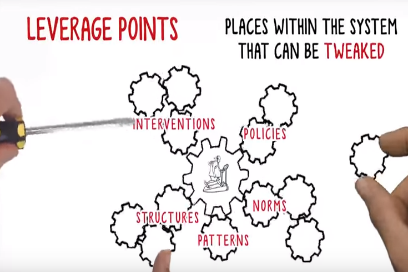 LEVERAGE POINTS
PLACES WITHIN THE SYSTEM
THAT CAN BE TWEAKED
INTERVENTIONS
POLICIES
STRUCTURES
NORMS
PATTERNS